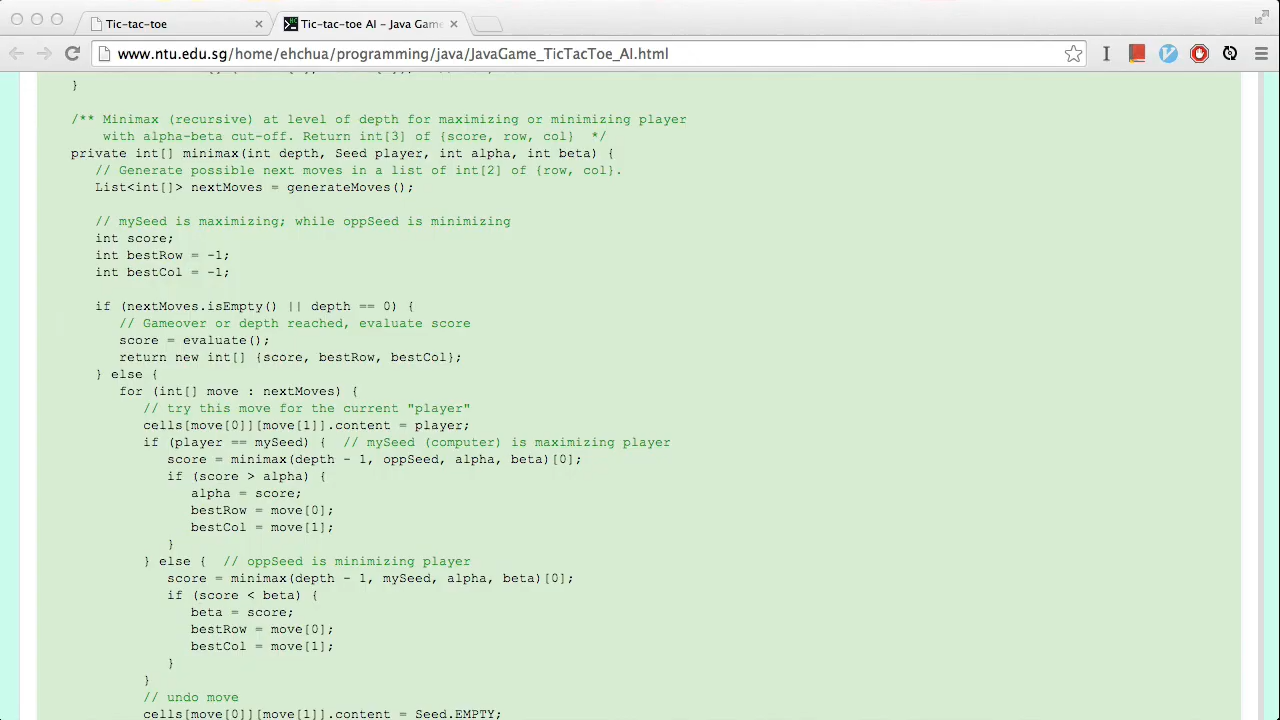 Tic-tac-toe
Tic-tac-toe AI - Java Game
www.ntu.edu.sg/home/ehchua/programming/java/JavaGame_TicTacToe_AI.html
}
/** Minimax (recursive) at level of depth for maximizing or minimizing player
with alpha-beta cut-off. Return int[3] of {score, row, col} */
private int[] minimax(int depth, Seed player, int alpha, int beta) {
// Generate possible next moves in a list of int[2] of {row, col}.
List<int[]> nextMoves = generateMoves();
// mySeed is maximizing; while oppSeed is minimizing
int score;
int bestRow = -1;
int bestCol = -1;
if (nextMoves.isEmpty() || depth == 0) {
// Gameover or depth reached, evaluate score
score = evaluate();
return new int[] {score, bestRow, bestCol};
} else {
for (int[] move : nextMoves) {
// try this move for the current "player"
cells[move[0]][move[1]].content = player;
if (player == mySeed) { // mySeed (computer) is maximizing player
score = minimax(depth - 1, oppSeed, alpha, beta)[0];
if (score > alpha) {
alpha = score;
bestRow = move[0];
bestCol = move[1];
}
} else { // oppSeed is minimizing player
score = minimax(depth - 1, mySeed, alpha, beta)[0];
if (score < beta) {
beta = score;
bestRow = move[0];
bestCol = move[1];
}
}
// undo move
cells[move[0]][move[1]].content = Seed.EMPTY;